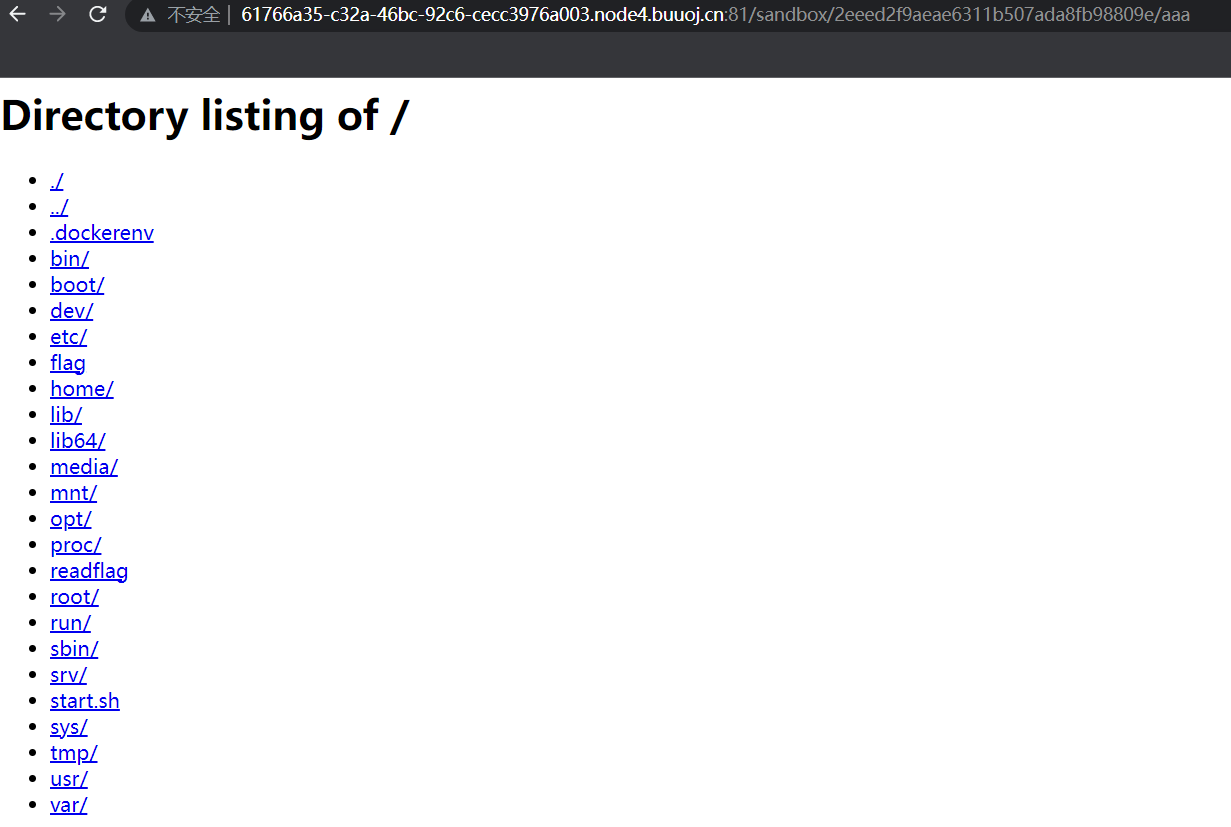 不安全 | 61766a35-c32a-46bc-92c6-cecc3976a003.node4.buuoj.cn:81/sandbox/2eeed2f9aeae6311b507ada8fb98809e/aaa
Directory listing of /
./
../
.dockerenv
bin/
boot/
dev/
etc/
flag
home/
lib/
lib64/
media/
mnt/
opt/
proc/
readflag
root/
run/
sbin/
srv/
start.sh
sys/
tmp/
usr/
var/